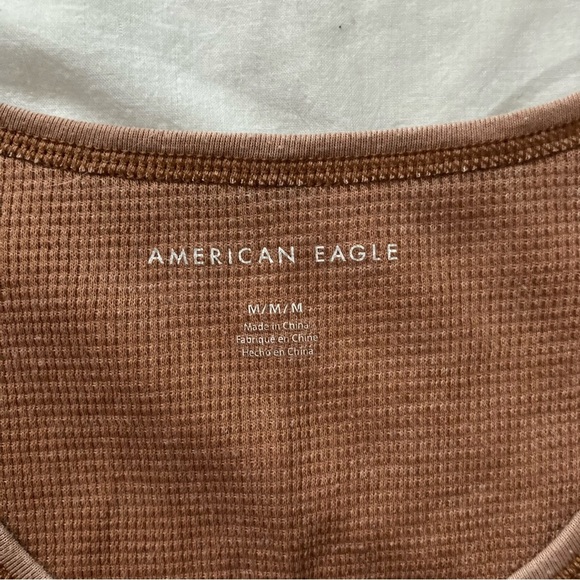 AMERICAN EAGLE
M/M/M
Made in China
Fabriqué en Chine
Hecho en China